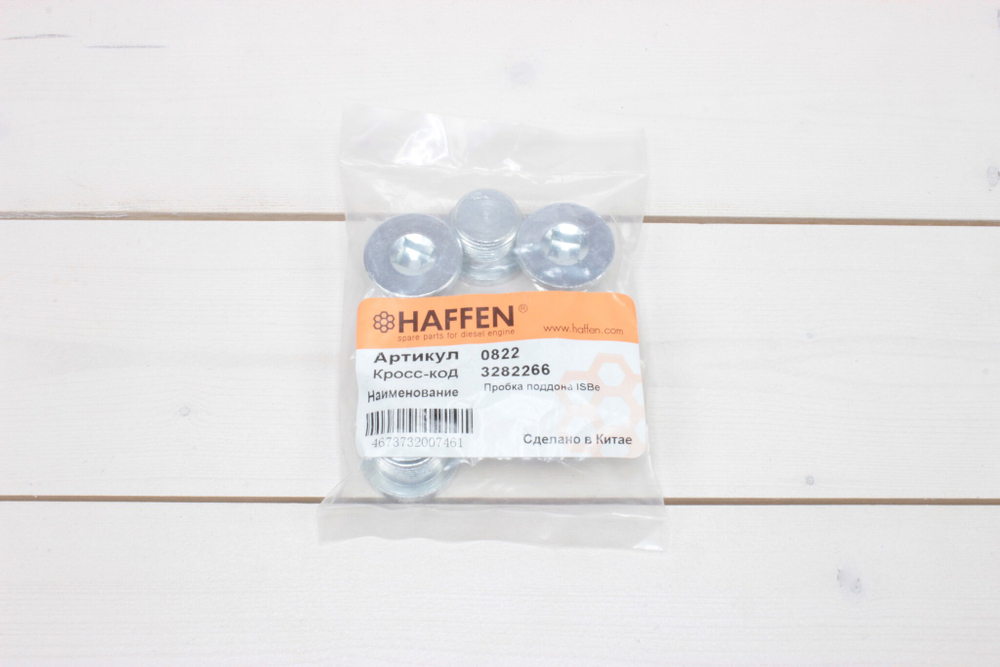 HAFFEN®
spare parts for diesel engine
www.haffen.com
Артикул 0822
Кросс-код 3282266
Наименование Пробка поддона ISBe
4673732007461
Сделано в Китае